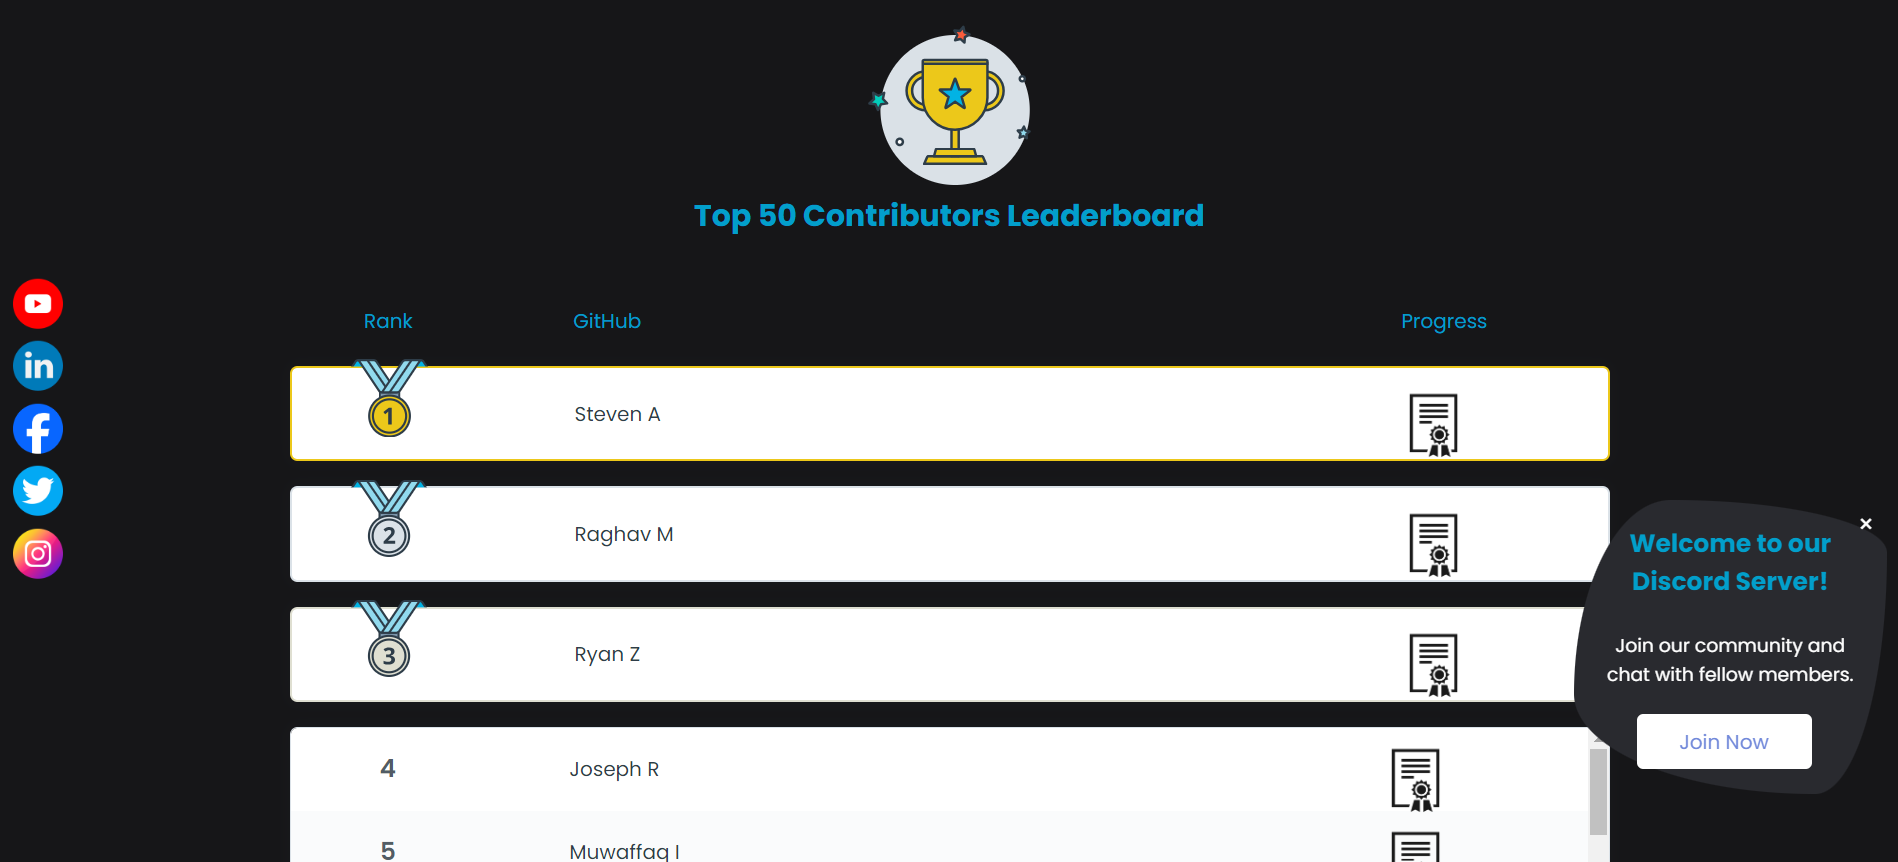 Top 50 Contributors Leaderboard
Rank GitHub Progress
1 Steven A
2 Raghav M
3 Ryan Z
4 Joseph R
5 Muwaffaq I
in
Welcome to our
Discord Server!
Join our community and
chat with fellow members.
Join Now